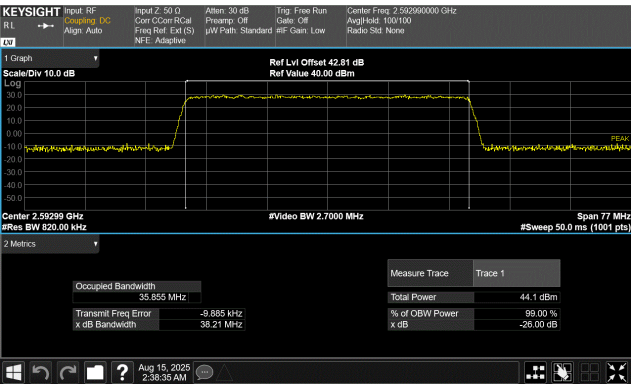 KEYSIGHT
RL
LXI
Input: RF
Coupling: DC
Align: Auto
Input Z: 50 Ω
Corr CCorr RCal
Freq Ref: Ext (S)
NFE: Adaptive
Atten: 30 dB
Preamp: Off
µW Path: Standard
Trig: Free Run
Gate: Off
#IF Gain: Low
Center Freq: 2.592990000 GHz
Avg|Hold: 100/100
Radio Std: None
1 Graph
Scale/Div 10.0 dB
Ref Lvl Offset 42.81 dB
Ref Value 40.00 dBm
Log
30.0
20.0
10.0
0.00
-10.0
-20.0
-30.0
-40.0
-50.0
PEAK
Center 2.59299 GHz
#Res BW 820.00 kHz
#Video BW 2.7000 MHz
Span 77 MHz
#Sweep 50.0 ms (1001 pts)
2 Metrics
Occupied Bandwidth
35.855 MHz
Transmit Freq Error -9.885 kHz
x dB Bandwidth 38.21 MHz
Measure Trace Trace 1
Total Power 44.1 dBm
% of OBW Power 99.00 %
x dB -26.00 dB
?
Aug 15, 2025
2:38:35 AM